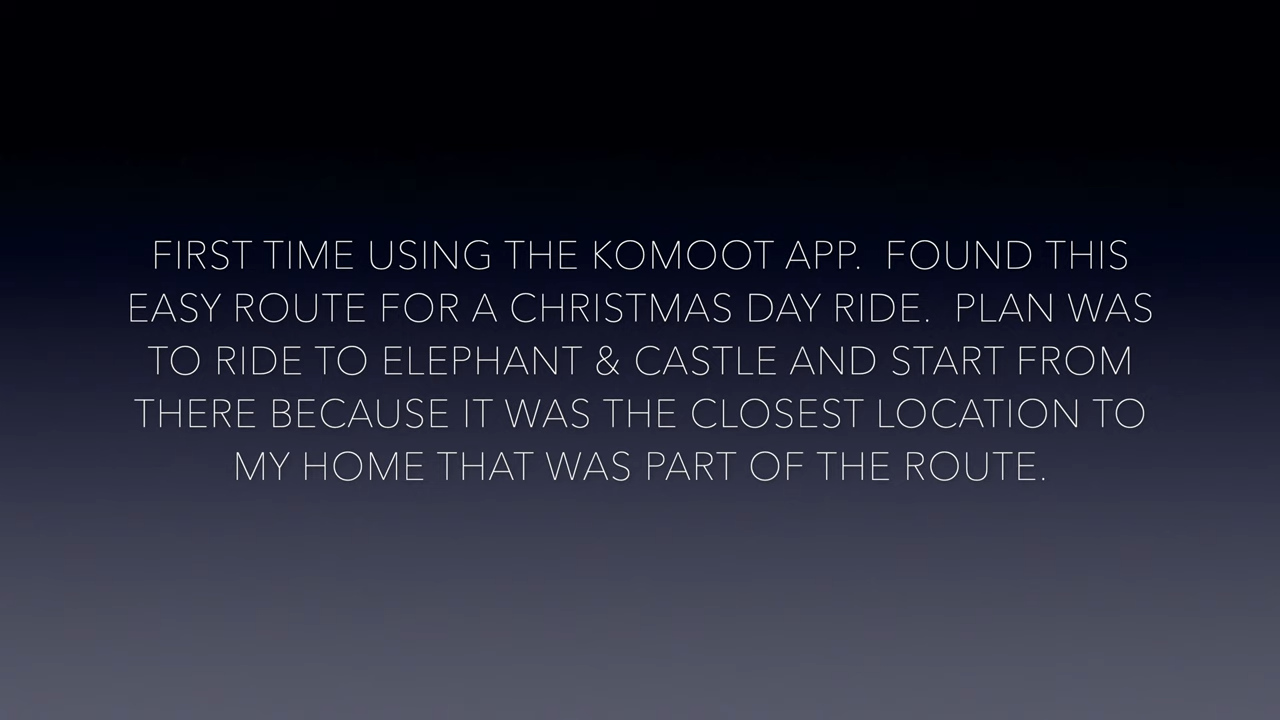 FIRST TIME USING THE KOMOOT APP.  FOUND THIS
EASY ROUTE FOR A CHRISTMAS DAY RIDE.  PLAN WAS
TO RIDE TO ELEPHANT & CASTLE AND START FROM
THERE BECAUSE IT WAS THE CLOSEST LOCATION TO
MY HOME THAT WAS PART OF THE ROUTE.